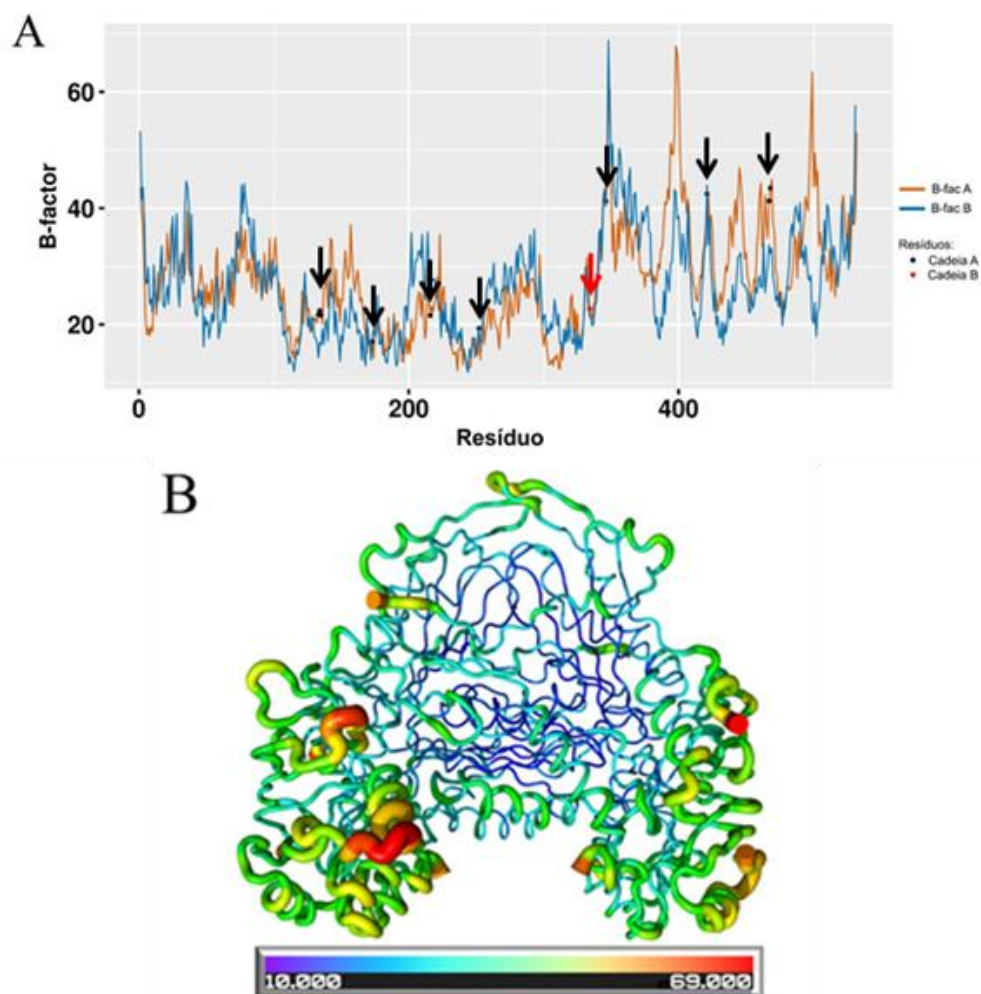 A
B-factor
60
40
20
0
200
400
Resíduo
B-fac A
B-fac B
Resíduos:
Cadeia A
Cadeia B
B
10.000
69.000